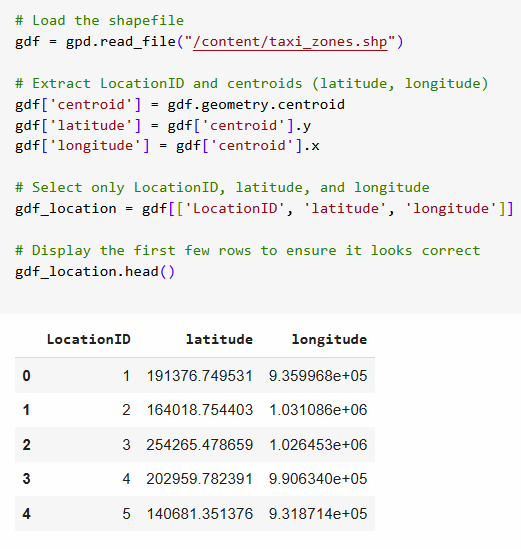 # Load the shapefile
gdf = gpd.read_file("/content/taxi_zones.shp")
# Extract LocationID and centroids (latitude, longitude)
gdf['centroid'] = gdf.geometry.centroid
gdf['latitude'] = gdf['centroid'].y
gdf['longitude'] = gdf['centroid'].x
# Select only LocationID, latitude, and longitude
gdf_location = gdf[['LocationID', 'latitude', 'longitude']]
# Display the first few rows to ensure it looks correct
gdf_location.head()
LocationID latitude longitude
0 1 191376.749531 9.359968e+05
1 2 164018.754403 1.031086e+06
2 3 254265.478659 1.026453e+06
3 4 202959.782391 9.906340e+05
4 5 140681.351376 9.318714e+05